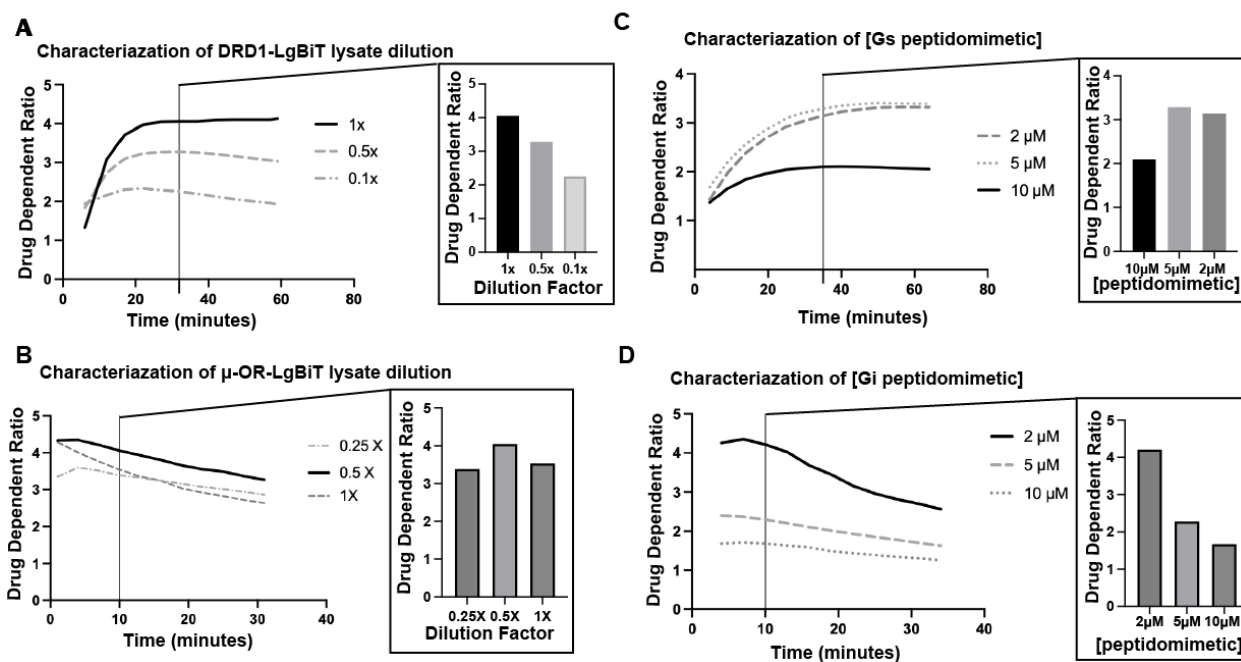 A
Characteriazation of DRD1-LgBiT lysate dilution
Drug Dependent Ratio
5
4
3
2
1
0
0 20 40 60 80
Time (minutes)
1x
0.5x
0.1x
Drug Dependent Ratio
5
4
3
2
1
0
1x 0.5x 0.1x
Dilution Factor
C
Characteriazation of [Gs peptidomimetic]
Drug Dependent Ratio
4
3
2
1
0 20 40 60 80
Time (minutes)
2 µM
5 µM
10 µM
Drug Dependent Ratio
4
3
2
1
0
10µM 5µM 2µM
[peptidomimetic]
B
Characteriazation of µ-OR-LgBiT lysate dilution
Drug Dependent Ratio
5
4
3
2
1
0
0 10 20 30 40
Time (minutes)
0.25 X
0.5 X
1X
Drug Dependent Ratio
5
4
3
2
1
0
0.25X 0.5X 1X
Dilution Factor
D
Characteriazation of [Gi peptidomimetic]
Drug Dependent Ratio
5
4
3
2
1
0
0 10 20 30 40
Time (minutes)
2 µM
5 µM
10 µM
Drug Dependent Ratio
5
4
3
2
1
0
2µM 5µM 10µM
[peptidomimetic]